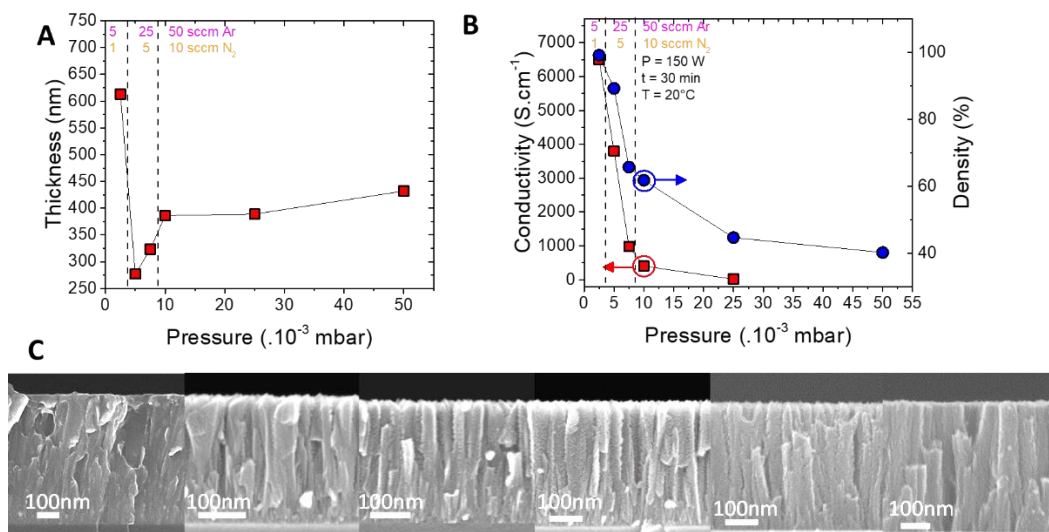 A
5 25 50 sccm Ar
1 5 10 sccm N₂
750
700
650
600
550
500
450
400
350
300
250
Thickness (nm)
0 10 20 30 40 50
Pressure (.10⁻³ mbar)
B
5 25 50 sccm Ar
1 5 10 sccm N₂
P = 150 W
t = 30 min
T = 20°C
7000
6000
5000
4000
3000
2000
1000
0
Conductivity (S.cm⁻¹)
100
80
60
40
Density (%)
0 5 10 15 20 25 30 35 40 45 50 55
Pressure (.10⁻³ mbar)
C
100nm 100nm 100nm 100nm 100nm 100nm